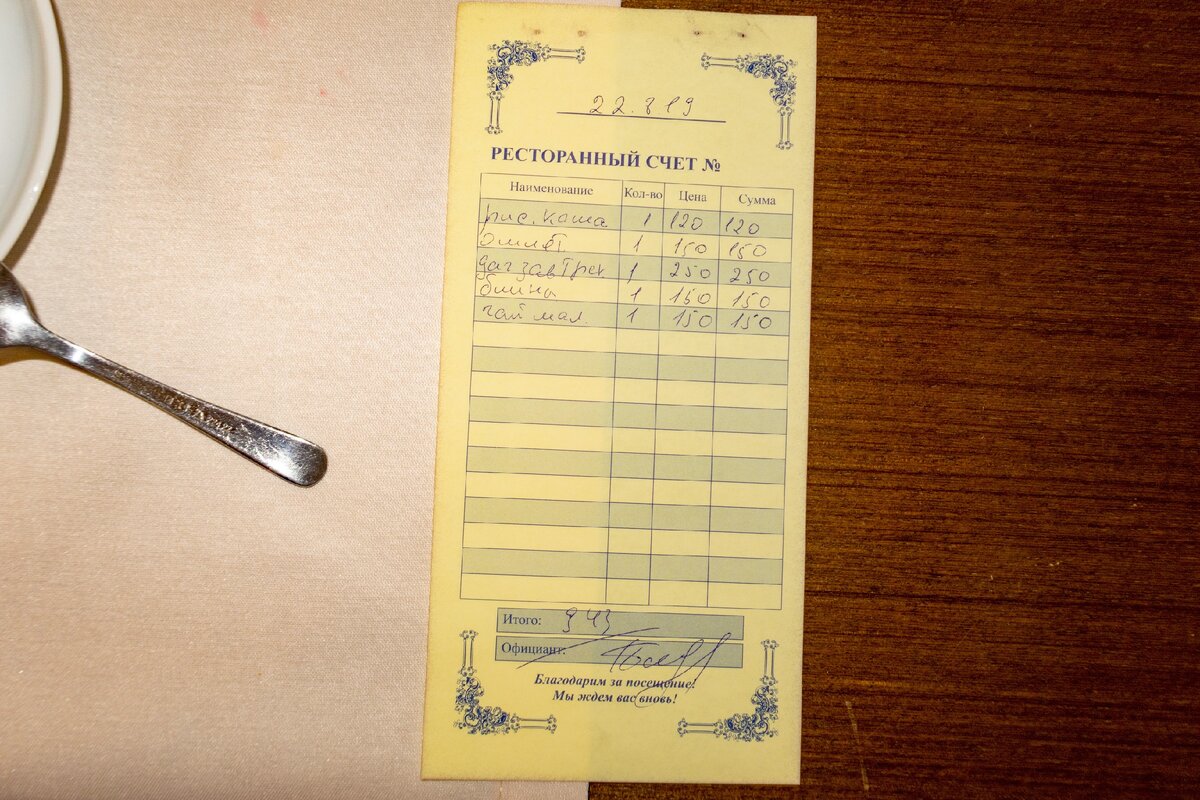 22.8.19
РЕСТОРАННЫЙ СЧЕТ №
Наименование Кол-во Цена Сумма
рис. каша 1 120 120
омлет 1 150 150
даг завтрак 1 250 250
блины 1 150 150
чай мал. 1 150 150
Итого: 943
Официант:
Благодарим за посещение!
Мы ждем вас вновь!